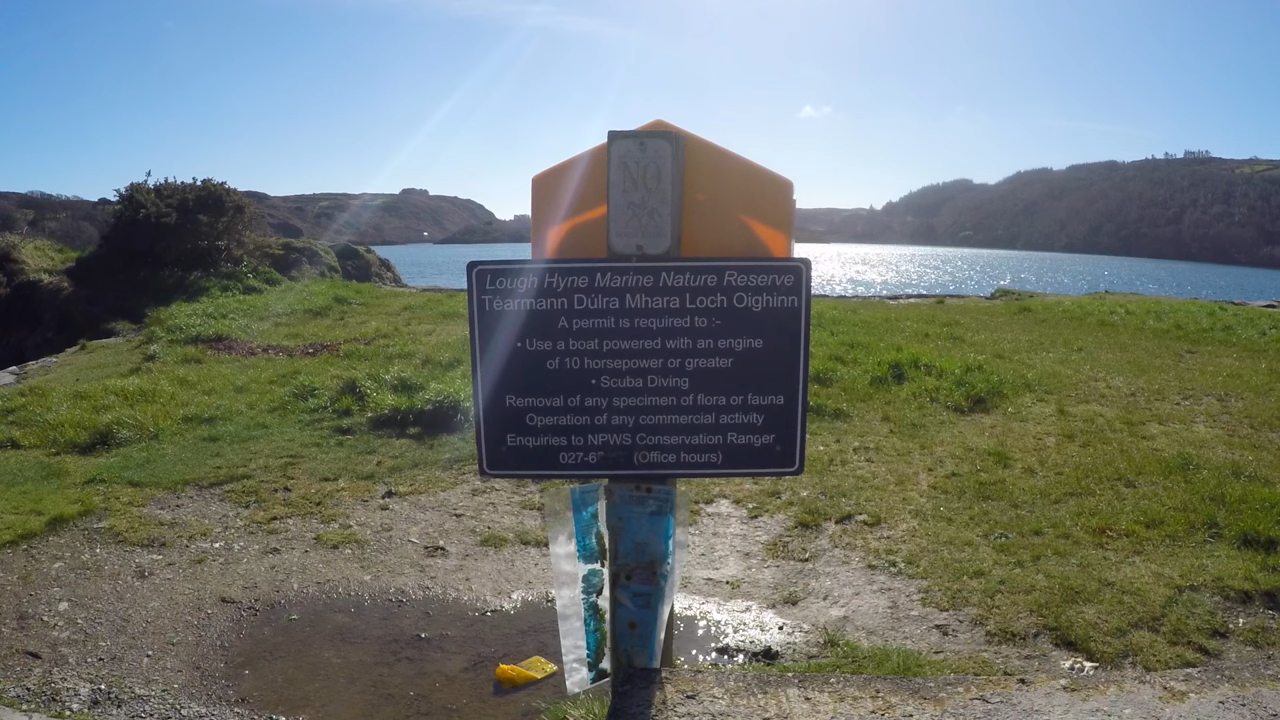 NO
Lough Hyne Marine Nature Reserve
Téarmann Dúlra Mhara Loch Oighinn
A permit is required to :-
• Use a boat powered with an engine
of 10 horsepower or greater
• Scuba Diving
Removal of any specimen of flora or fauna
Operation of any commercial activity
Enquiries to NPWS Conservation Ranger
027-6 (Office hours)